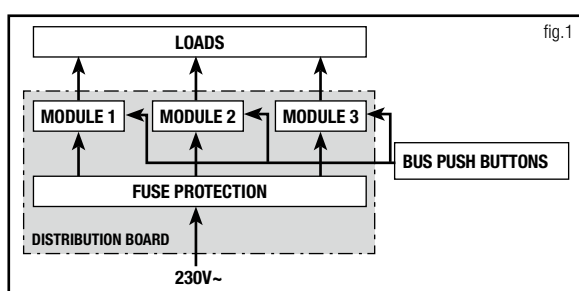 fig.1
LOADS
MODULE 1 MODULE 2 MODULE 3
BUS PUSH BUTTONS
FUSE PROTECTION
DISTRIBUTION BOARD
230V~